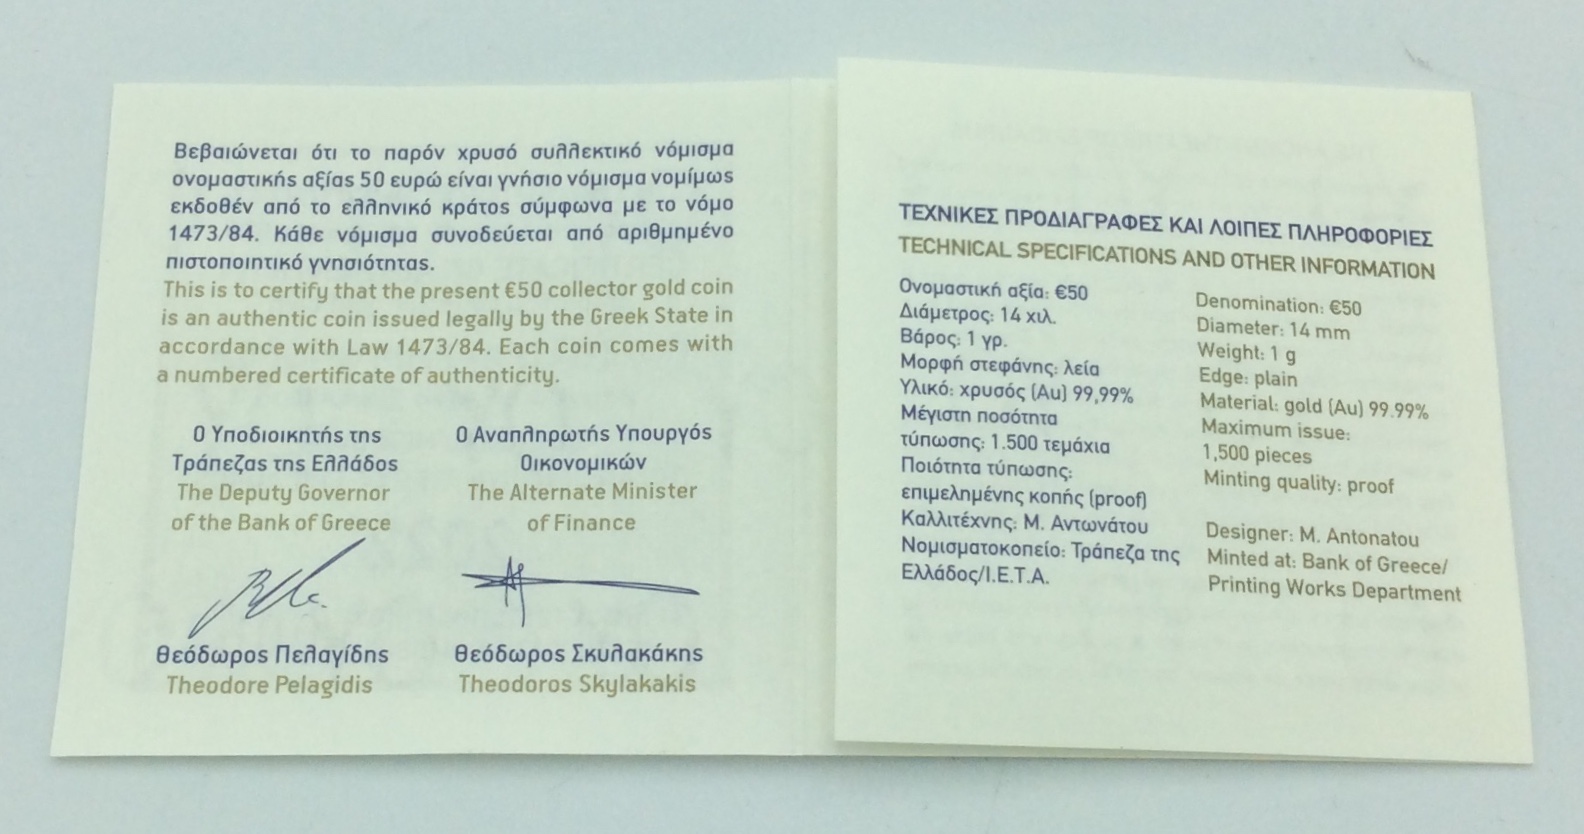 Βεβαιώνεται ότι το παρόν χρυσό συλλεκτικό νόμισμα
ονομαστικής αξίας 50 ευρώ είναι γνήσιο νόμισμα νομίμως
εκδοθέν από το ελληνικό κράτος σύμφωνα με το νόμο
1473/84. Κάθε νόμισμα συνοδεύεται από αριθμημένο
πιστοποιητικό γνησιότητας.
This is to certify that the present €50 collector gold coin
is an authentic coin issued legally by the Greek State in
accordance with Law 1473/84. Each coin comes with
a numbered certificate of authenticity.
Ο Υποδιοικητής της
Τράπεζας της Ελλάδος
The Deputy Governor
of the Bank of Greece
Θεόδωρος Πελαγίδης
Theodore Pelagidis
Ο Αναπληρωτής Υπουργός
Οικονομικών
The Alternate Minister
of Finance
Θεόδωρος Σκυλακάκης
Theodoros Skylakakis
ΤΕΧΝΙΚΕΣ ΠΡΟΔΙΑΓΡΑΦΕΣ ΚΑΙ ΛΟΙΠΕΣ ΠΛΗΡΟΦΟΡΙΕΣ
TECHNICAL SPECIFICATIONS AND OTHER INFORMATION
Ονομαστική αξία: €50
Διάμετρος: 14 χιλ.
Βάρος: 1 γρ.
Μορφή στεφάνης: λεία
Υλικό: χρυσός (Au) 99,99%
Μέγιστη ποσότητα
τύπωσης: 1.500 τεμάχια
Ποιότητα τύπωσης:
επιμελημένης κοπής (proof)
Καλλιτέχνης: Μ. Αντωνάτου
Νομισματοκοπείο: Τράπεζα της
Ελλάδος/Ι.Ε.Τ.Α.
Denomination: €50
Diameter: 14 mm
Weight: 1 g
Edge: plain
Material: gold (Au) 99.99%
Maximum issue:
1,500 pieces
Minting quality: proof
Designer: M. Antonatou
Minted at: Bank of Greece/
Printing Works Department